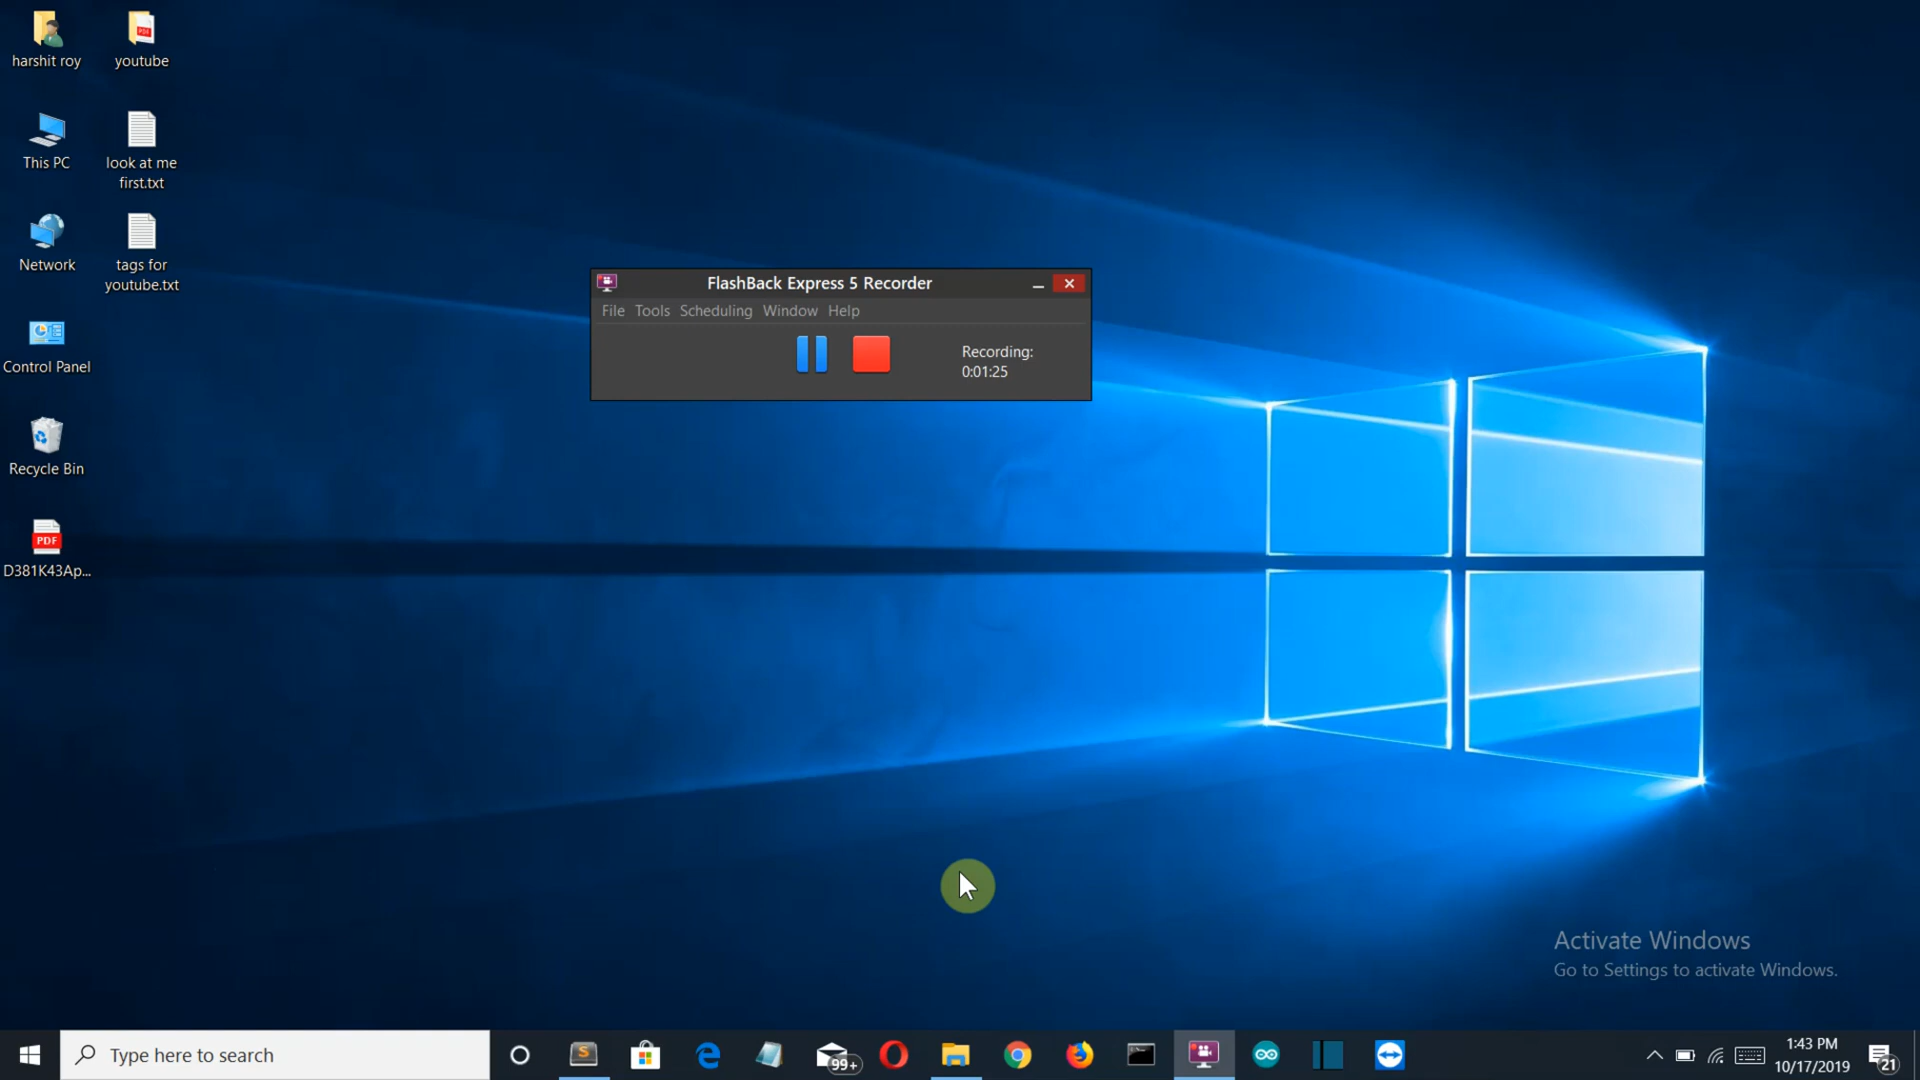 harshit roy
youtube
This PC
look at me
first.txt
Network
tags for
youtube.txt
Control Panel
Recycle Bin
PDF
D381K43Ap...
FlashBack Express 5 Recorder
File Tools Scheduling Window Help
Recording:
0:01:25
Activate Windows
Go to Settings to activate Windows.
Type here to search
99+
1:43 PM
10/17/2019
21